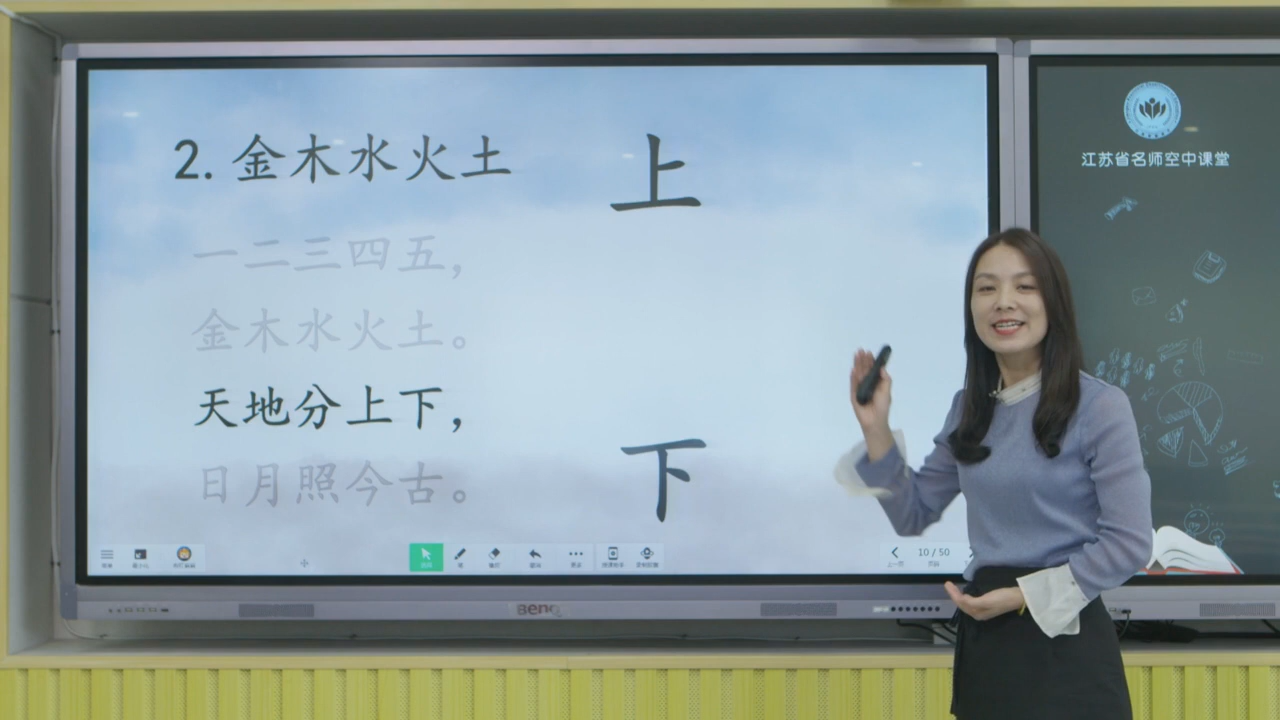 2. 金木水火土
一二三四五，
金木水火土。
天地分上下，
日月照今古。
上
下
10 / 50
BenQ
江苏省名师空中课堂